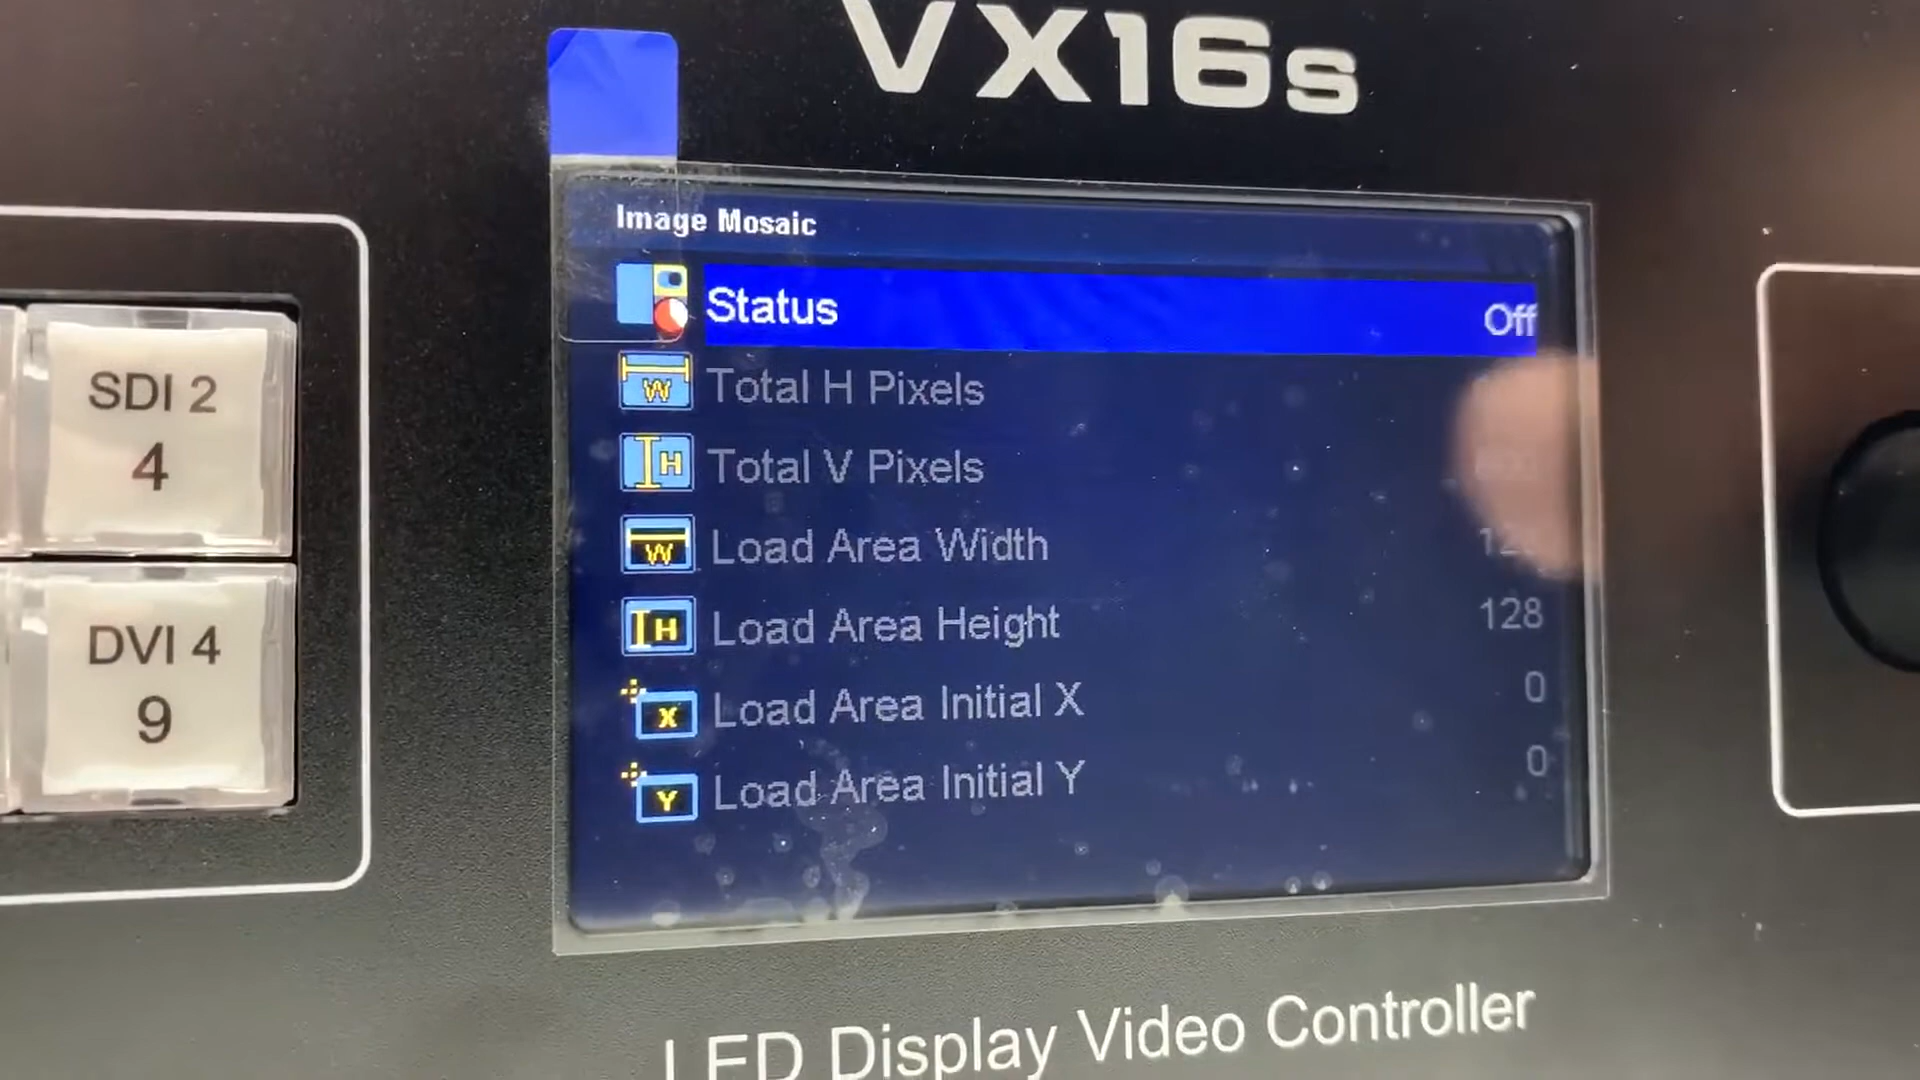 VX16s
Image Mosaic
Status Off
Total H Pixels
Total V Pixels
Load Area Width
Load Area Height 128
Load Area Initial X 0
Load Area Initial Y 0
SDI 2
4
DVI 4
9
LED Display Video Controller